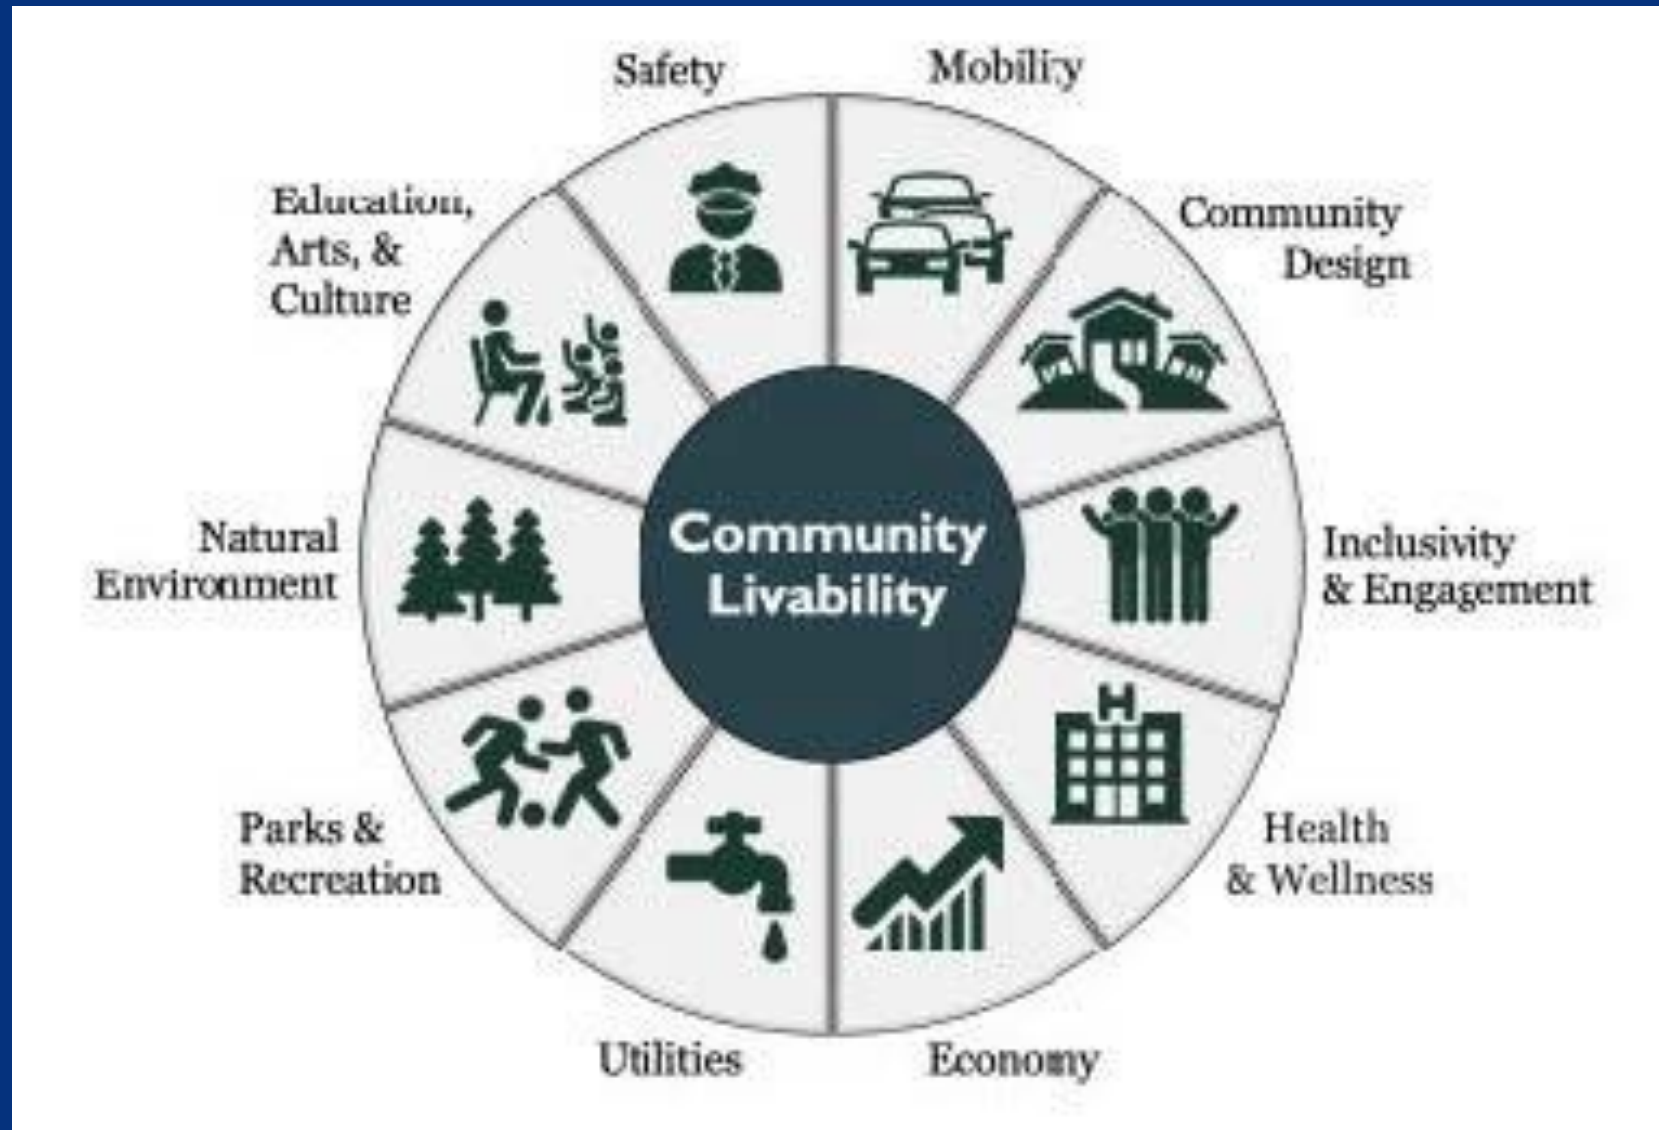 Safety
Mobility
Education,
Arts, &
Culture
Community
Design
Natural
Environment
Community
Livability
Inclusivity
& Engagement
Parks &
Recreation
Health
& Wellness
Utilities
Economy
H